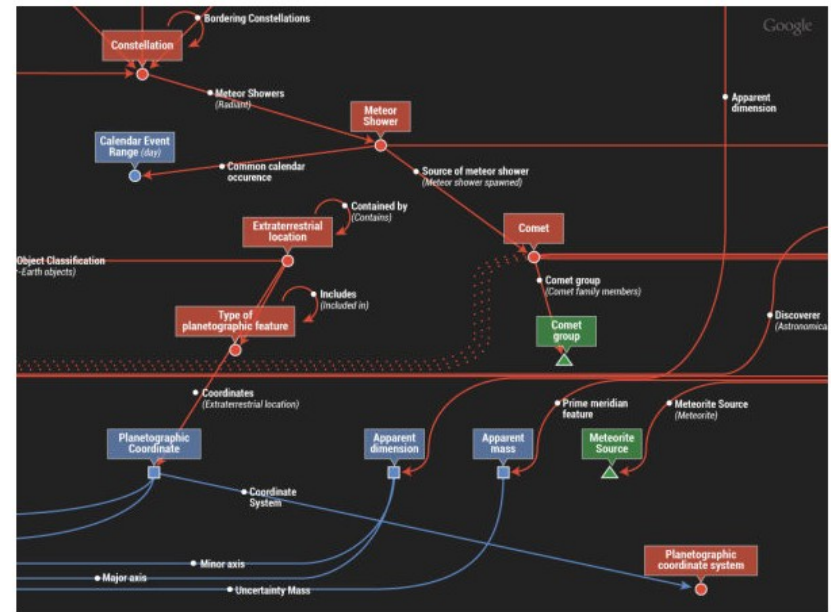 Bordering Constellations
Google
Constellation
Meteor Showers
(Radiant)
Apparent
dimension
Meteor
Shower
Calendar Event
Range (day)
Common calendar
occurence
Source of meteor shower
(Meteor shower spawned)
Contained by
(Contains)
Extraterrestrial
location
Comet
Object Classification
-Earth objects)
Comet group
(Comet family members)
Includes
(Included in)
Type of
planetographic feature
Discoverer
(Astronomica
Comet
group
Coordinates
(Extraterrestrial location)
Prime meridian
feature
Meteorite Source
(Meteorite)
Planetographic
Coordinate
Apparent
dimension
Apparent
mass
Meteorite
Source
Coordinate
System
Minor axis
Major axis
Uncertainty Mass
Planetographic
coordinate system